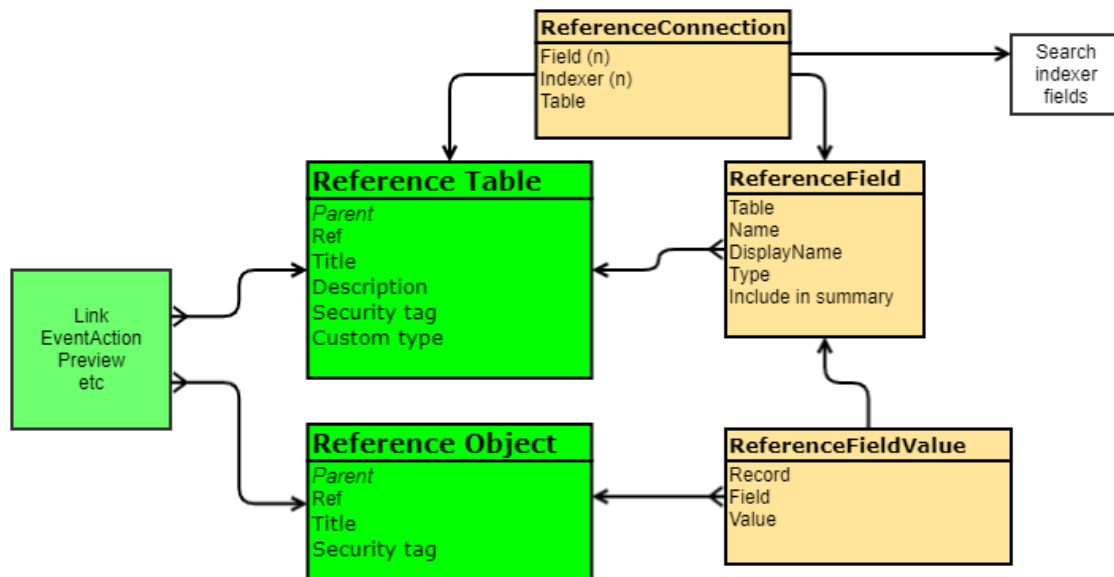 ReferenceConnection
Field (n)
Indexer (n)
Table
Search
indexer
fields
Reference Table
Parent
Ref
Title
Description
Security tag
Custom type
ReferenceField
Table
Name
DisplayName
Type
Include in summary
Link
EventAction
Preview
etc
Reference Object
Parent
Ref
Title
Security tag
ReferenceFieldValue
Record
Field
Value